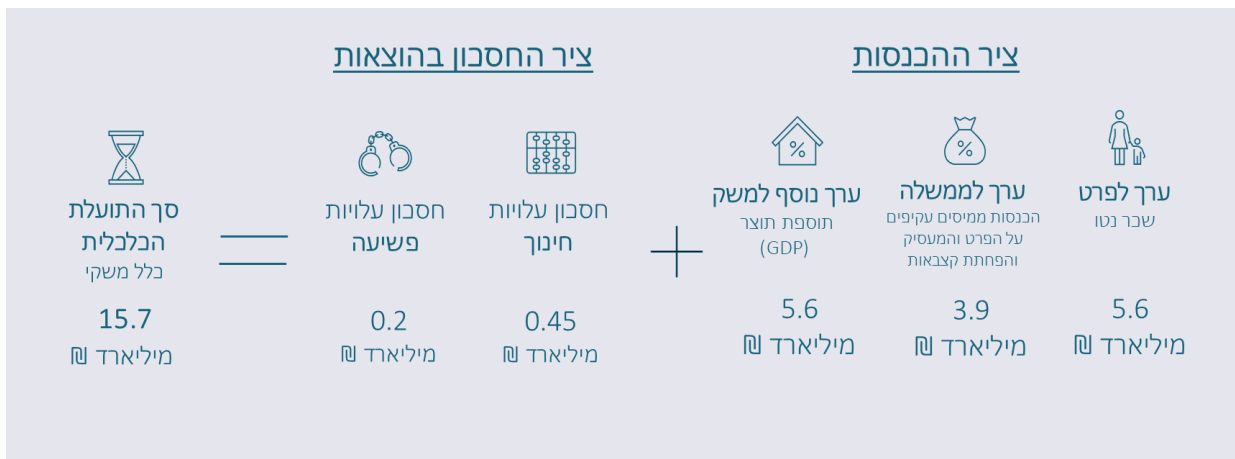 ציר ההכנסות
ציר החסכון בהוצאות
ערך לפרט
שכר נטו
5.6
מיליארד ₪
ערך לממשלה
הכנסות ממיסים עקיפים
על הפרט והמעסיק
והפחתת קצבאות
3.9
מיליארד ₪
ערך נוסף למשק
תוספת תוצר
(GDP)
5.6
מיליארד ₪
+
חסכון עלויות
חינוך
0.45
מיליארד ₪
חסכון עלויות
פשיעה
0.2
מיליארד ₪
=
סך התועלת
הכלכלית
כלל משקי
15.7
מיליארד ₪